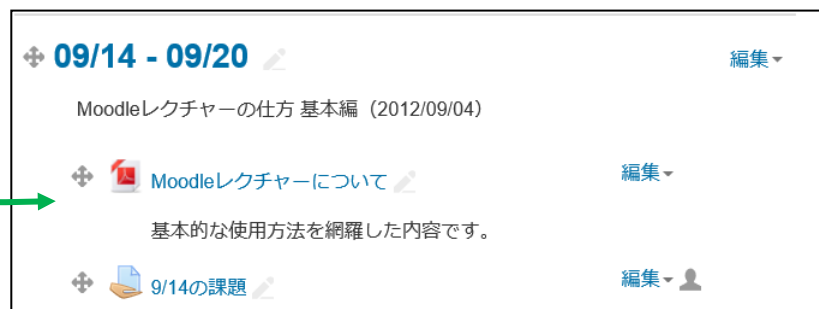 09/14 - 09/20 編集
Moodleレクチャーの仕方 基本編（2012/09/04）
Moodleレクチャーについて 編集
基本的な使用方法を網羅した内容です。
9/14の課題 編集